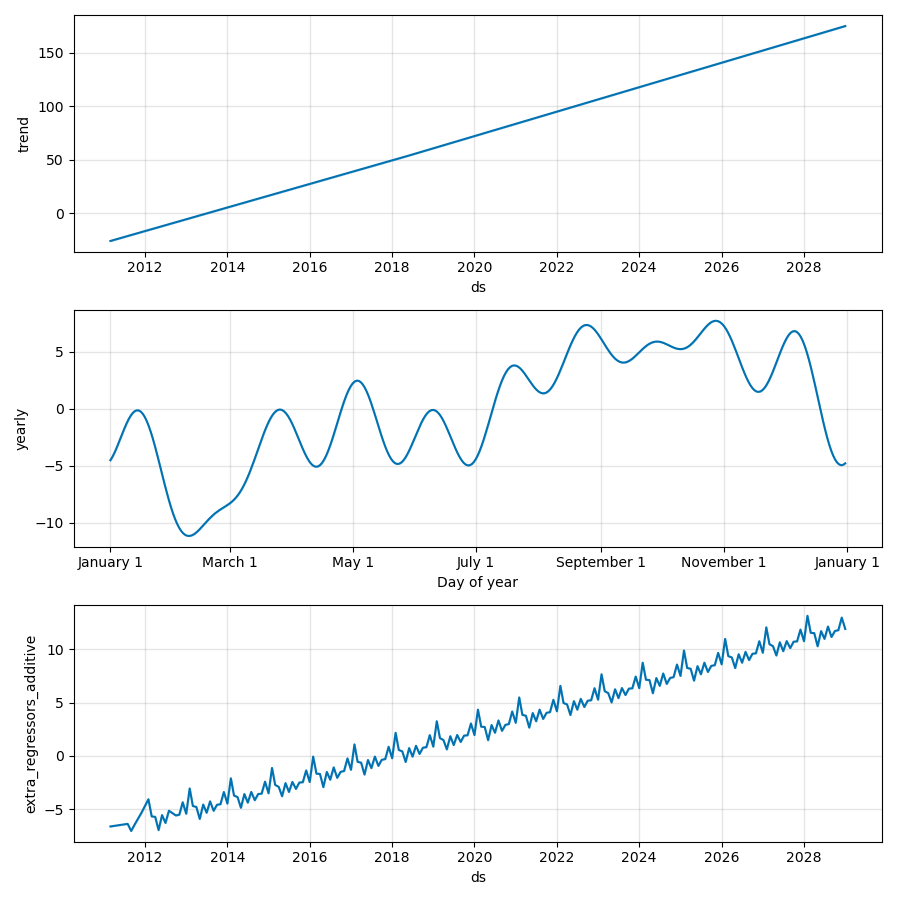 trend
150
100
50
0
2012 2014 2016 2018 2020 2022 2024 2026 2028
ds
yearly
5
0
−5
−10
January 1 March 1 May 1 July 1 September 1 November 1 January 1
Day of year
extra_regressors_additive
10
5
0
−5
2012 2014 2016 2018 2020 2022 2024 2026 2028
ds